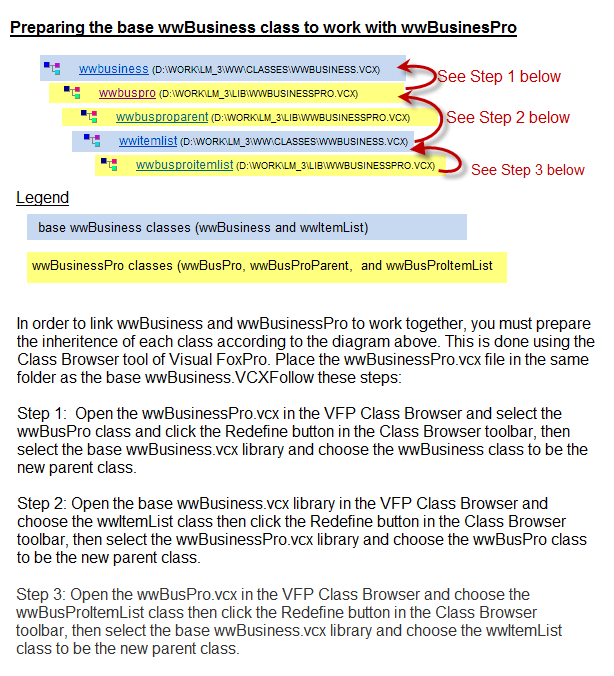 Preparing the base wwBusiness class to work with wwBusinesPro
wwbusiness (D:\WORK\LM_3\WW\CLASSES\WWBUSINESS.VCX)
See Step 1 below
wwbuspro (D:\WORK\LM_3\LIB\WWBUSINESSPRO.VCX)
wwbusproparent (D:\WORK\LM_3\LIB\WWBUSINESSPRO.VCX)
See Step 2 below
wwitemlist (D:\WORK\LM_3\WW\CLASSES\WWBUSINESS.VCX)
wwbusproitemlist (D:\WORK\LM_3\LIB\WWBUSINESSPRO.VCX)
See Step 3 below
Legend
base wwBusiness classes (wwBusiness and wwItemList)
wwBusinessPro classes (wwBusPro, wwBusProParent, and wwBusProItemList
In order to link wwBusiness and wwBusinessPro to work together, you must prepare
the inheritence of each class according to the diagram above. This is done using the
Class Browser tool of Visual FoxPro. Place the wwBusinessPro.vcx file in the same
folder as the base wwBusiness.VCXFollow these steps:
Step 1: Open the wwBusinessPro.vcx in the VFP Class Browser and select the
wwBusPro class and click the Redefine button in the Class Browser toolbar, then
select the base wwBusiness.vcx library and choose the wwBusiness class to be the
new parent class.
Step 2: Open the base wwBusiness.vcx library in the VFP Class Browser and
choose the wwItemList class then click the Redefine button in the Class Browser
toolbar, then select the wwBusinessPro.vcx library and choose the wwBusPro class
to be the new parent class.
Step 3: Open the wwBusPro.vcx in the VFP Class Browser and choose the
wwBusProItemList class then click the Redefine button in the Class Browser
toolbar, then select the base wwBusiness.vcx library and choose the wwItemList
class to be the new parent class.